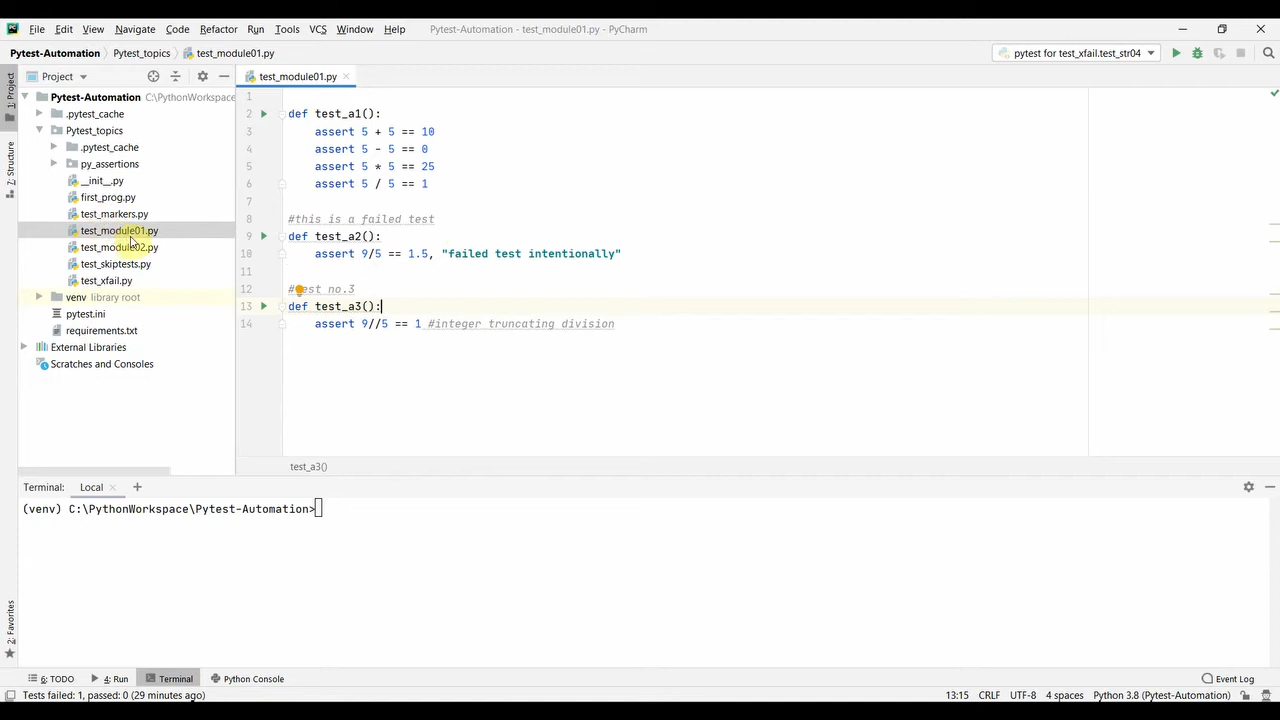 File Edit View Navigate Code Refactor Run Tools VCS Window Help Pytest-Automation - test_module01.py - PyCharm
Pytest-Automation Pytest_topics test_module01.py pytest for test_xfail.test_str04
Project
test_module01.py
1: Project
7: Structure
2: Favorites
Pytest-Automation C:\PythonWorkspace
.pytest_cache
Pytest_topics
.pytest_cache
py_assertions
__init__.py
first_prog.py
test_markers.py
test_module01.py
test_module02.py
test_skiptests.py
test_xfail.py
venv library root
pytest.ini
requirements.txt
External Libraries
Scratches and Consoles
1
2 def test_a1():
3 assert 5 + 5 == 10
4 assert 5 - 5 == 0
5 assert 5 * 5 == 25
6 assert 5 / 5 == 1
7
8 #this is a failed test
9 def test_a2():
10 assert 9/5 == 1.5, "failed test intentionally"
11
12 #test no.3
13 def test_a3():
14 assert 9//5 == 1 #integer truncating division
test_a3()
Terminal: Local
(venv) C:\PythonWorkspace\Pytest-Automation>
6: TODO 4: Run Terminal Python Console Event Log
Tests failed: 1, passed: 0 (29 minutes ago) 13:15 CRLF UTF-8 4 spaces Python 3.8 (Pytest-Automation)